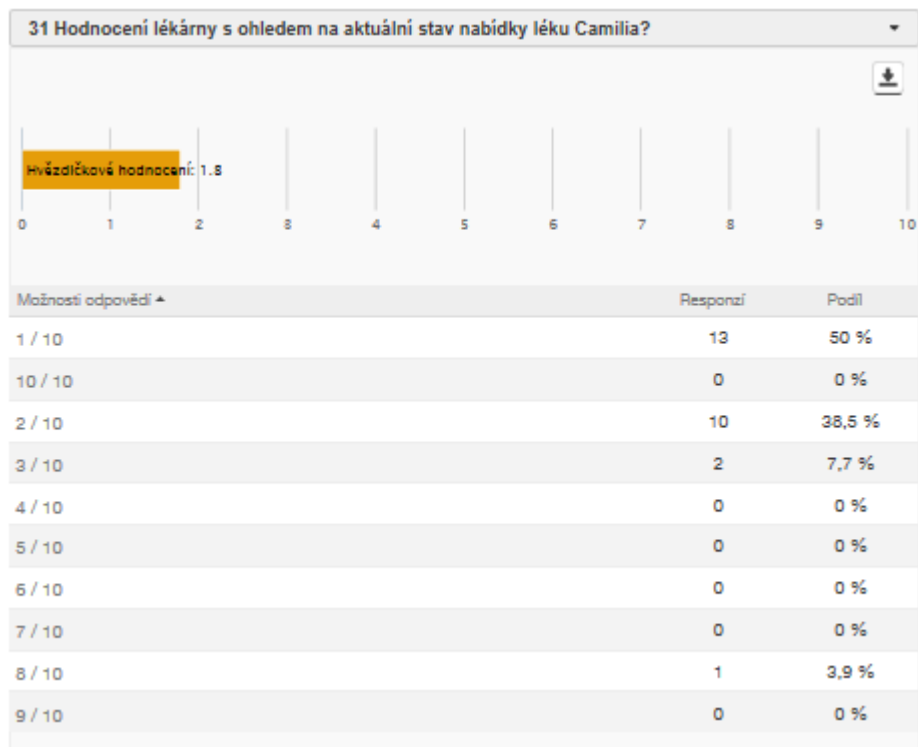 31 Hodnocení lékárny s ohledem na aktuální stav nabídky léku Camilia?
Hvězdičkové hodnocení: 1.8
0 1 2 3 4 5 6 7 8 9 10
Možnosti odpovědí Responzí Podíl
1 / 10 13 50 %
10 / 10 0 0 %
2 / 10 10 38,5 %
3 / 10 2 7,7 %
4 / 10 0 0 %
5 / 10 0 0 %
6 / 10 0 0 %
7 / 10 0 0 %
8 / 10 1 3,9 %
9 / 10 0 0 %